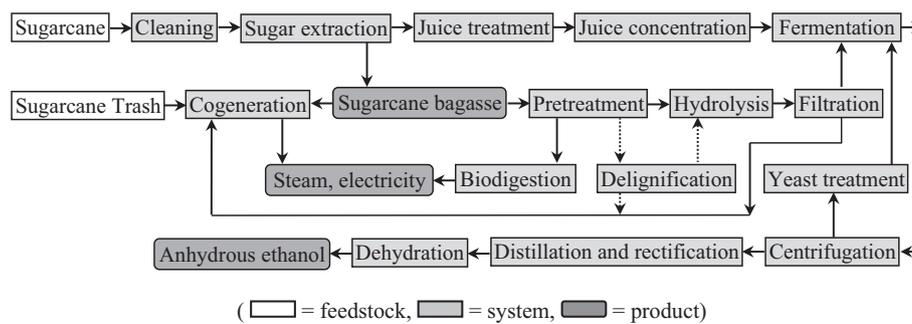 Sugarcane Cleaning Sugar extraction Juice treatment Juice concentration Fermentation
Sugarcane Trash Cogeneration Sugarcane bagasse Pretreatment Hydrolysis Filtration
Steam, electricity Biodigestion Delignification Yeast treatment
Anhydrous ethanol Dehydration Distillation and rectification Centrifugation
( = feedstock, = system, = product)